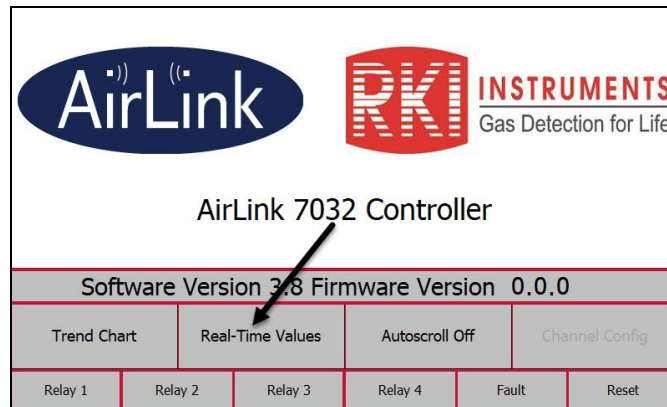 AirLink
RKI INSTRUMENTS
Gas Detection for Life
AirLink 7032 Controller
Software Version 3.8 Firmware Version 0.0.0
Trend Chart Real-Time Values Autoscroll Off Channel Config
Relay 1 Relay 2 Relay 3 Relay 4 Fault Reset